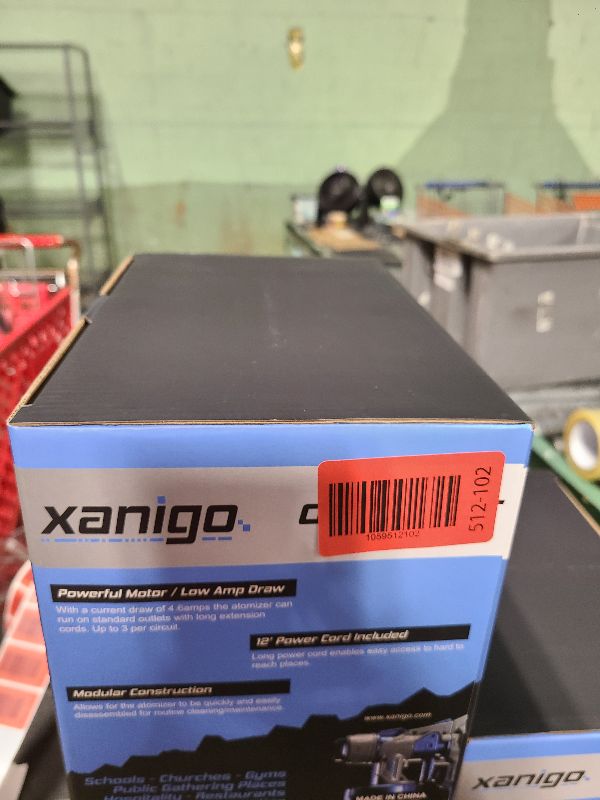 xanigo
512-102
1059512102
Powerful Motor / Low Amp Draw
With a current draw of 4.6amps the atomizer can
run on standard outlets with long extension
cords. Up to 3 per circuit.
12' Power Cord Included
Long power cord enables easy access to hard to
reach places.
Modular Construction
Allows for the atomizer to be quickly and easily
disassembled for routine cleaning/maintenance.
www.xanigo.com
Schools - Churches - Gyms
Public Gathering Places
Hospitality - Restaurants
MADE IN CHINA
xanigo